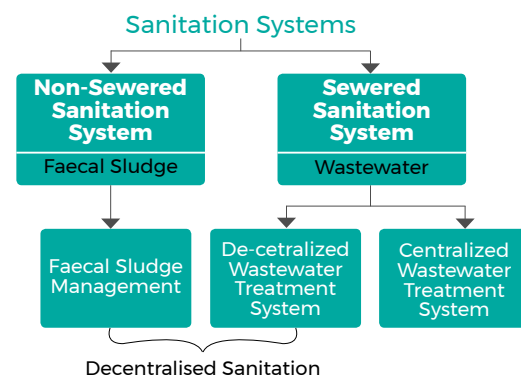 Sanitation Systems
Non-Sewered
Sanitation
System
Faecal Sludge
Sewered
Sanitation
System
Wastewater
Faecal Sludge
Management
De-cetralized
Wastewater
Treatment
System
Centralized
Wastewater
Treatment
System
Decentralised Sanitation